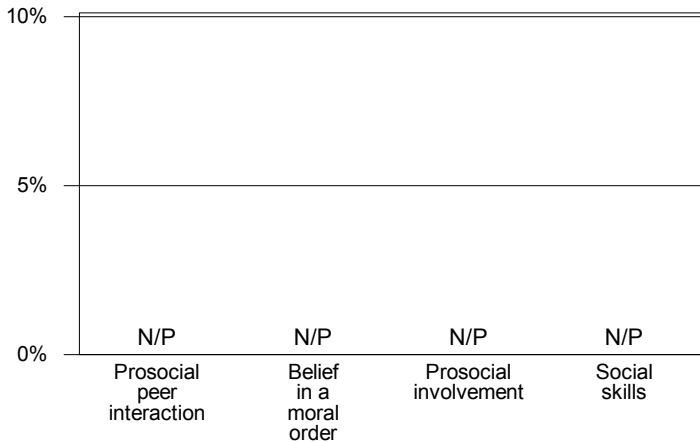 10%
5%
0%
N/P N/P N/P N/P
Prosocial
peer
interaction
Belief
in a
moral
order
Prosocial
involvement
Social
skills